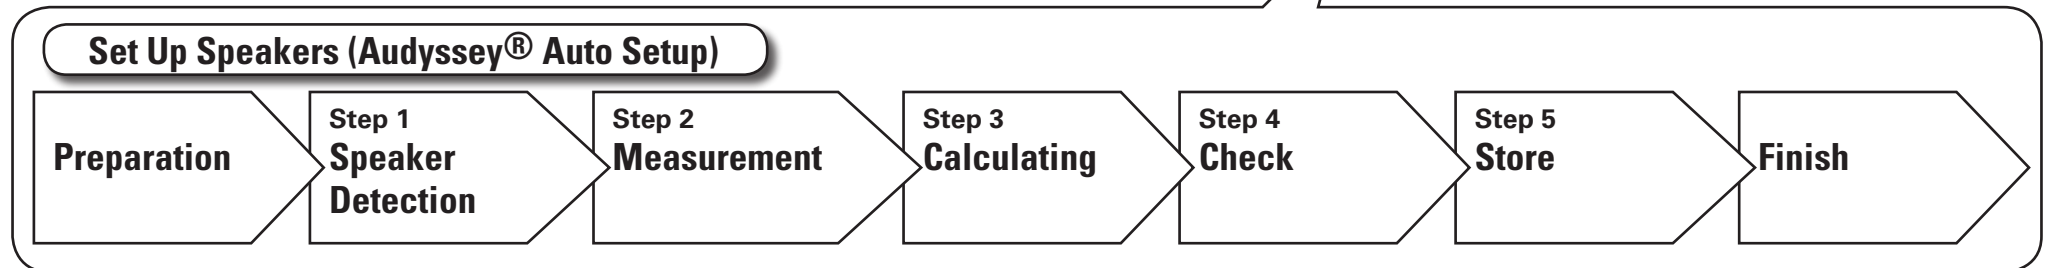 Set Up Speakers (Audyssey® Auto Setup)
Preparation
Step 1
Speaker
Detection
Step 2
Measurement
Step 3
Calculating
Step 4
Check
Step 5
Store
Finish